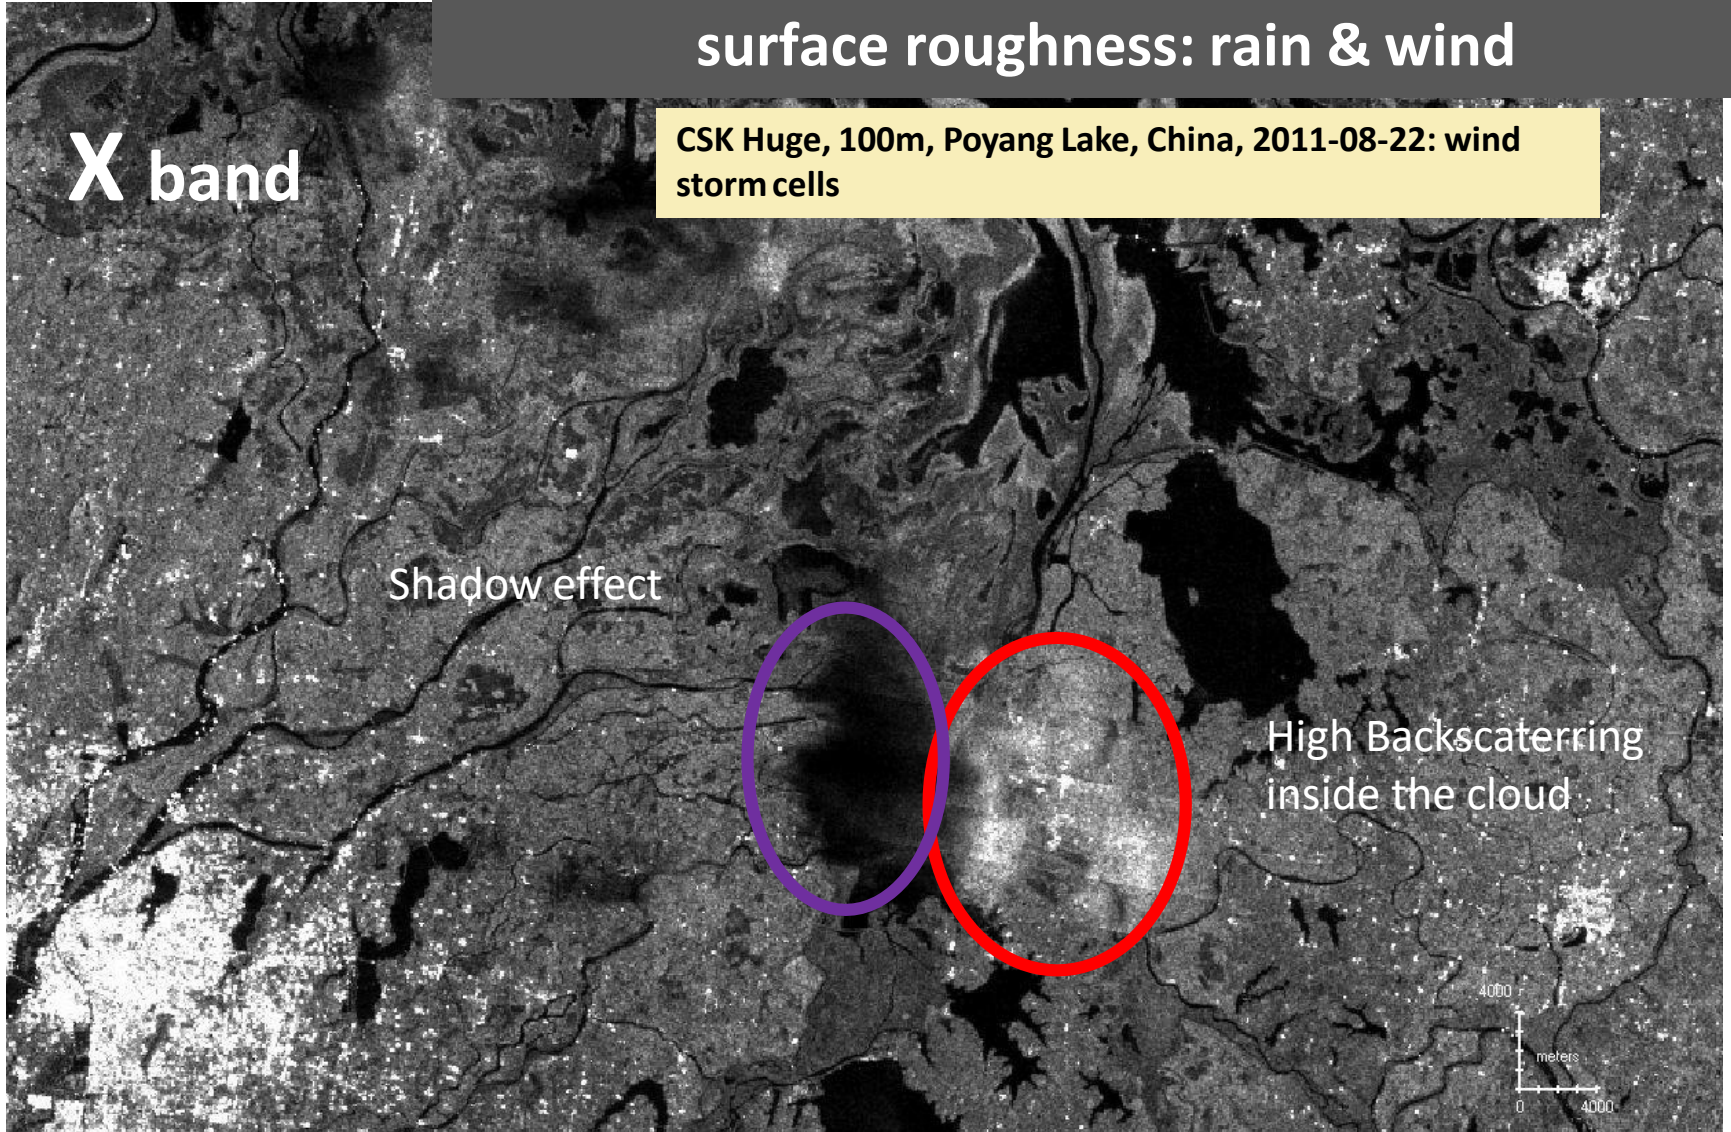 surface roughness: rain & wind
X band
CSK Huge, 100m, Poyang Lake, China, 2011-08-22: wind
storm cells
Shadow effect
High Backscaterring
inside the cloud
4000
meters
0 4000